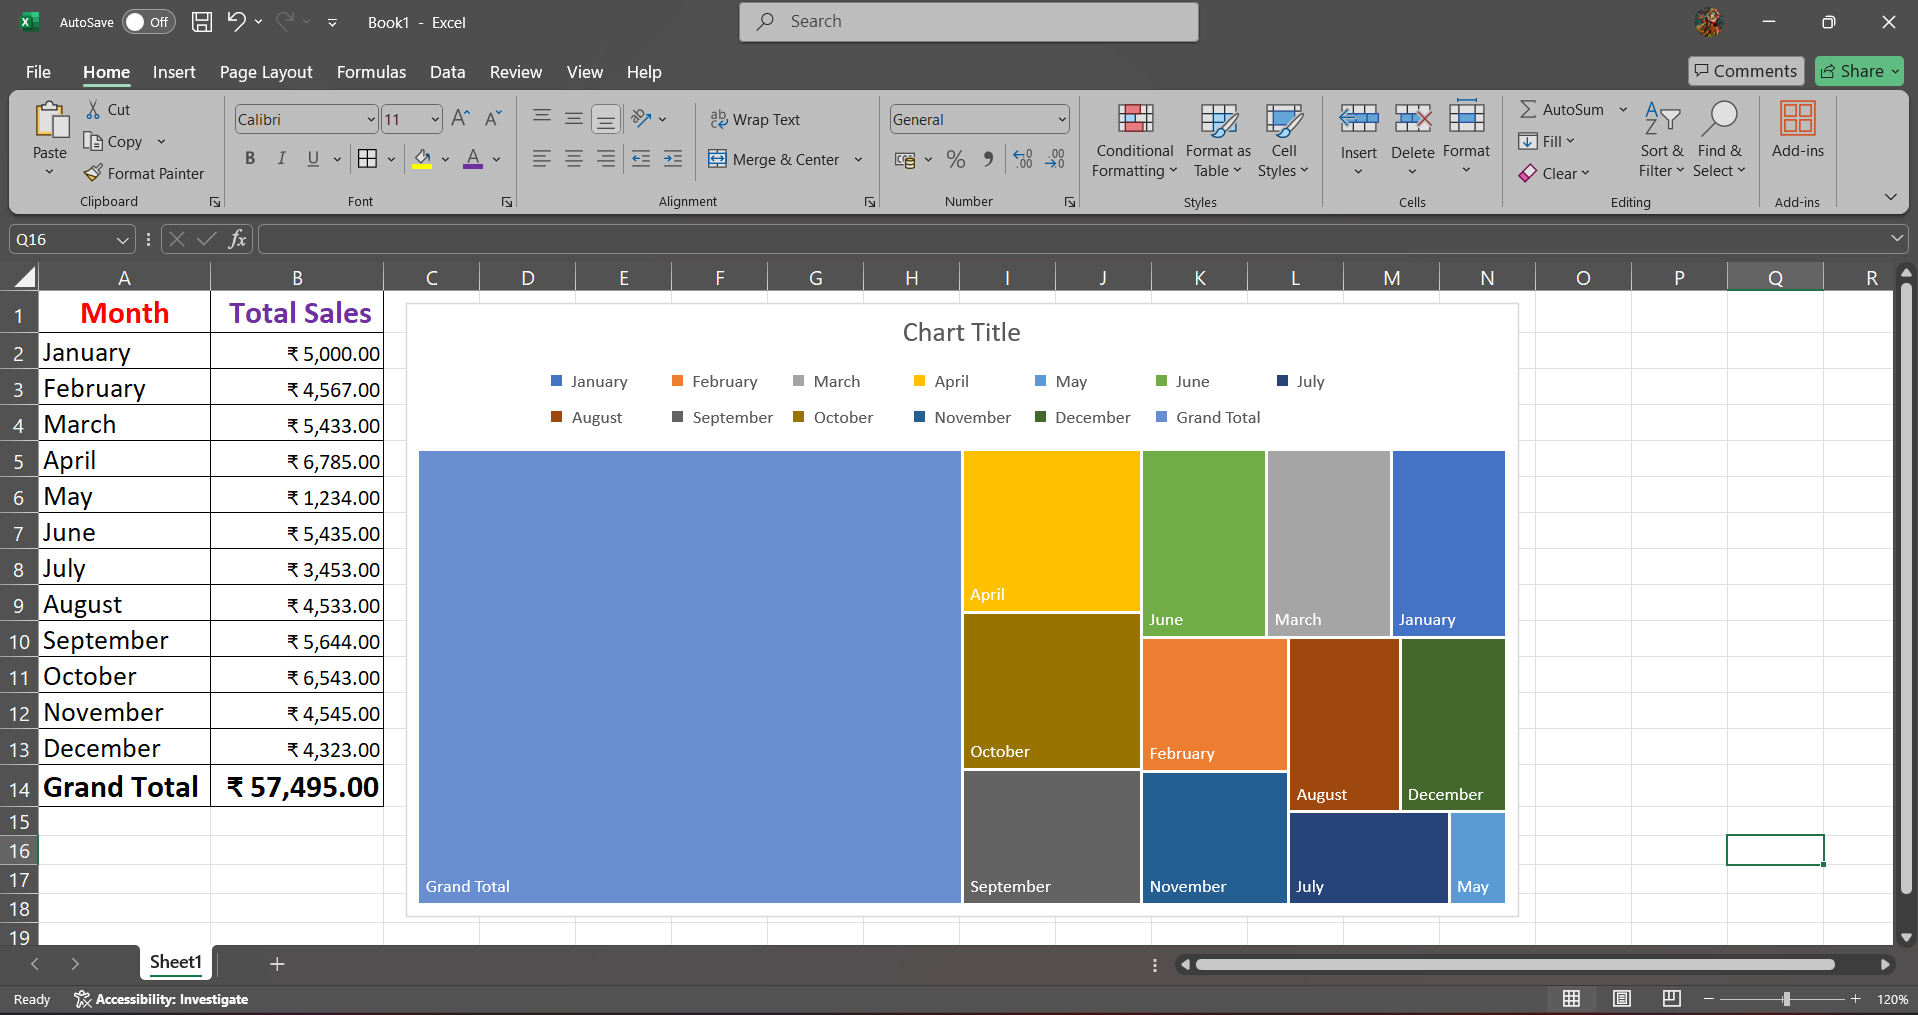 AutoSave Off Book1 - Excel Search
File Home Insert Page Layout Formulas Data Review View Help Comments Share
Paste Cut Copy Format Painter Clipboard
Calibri 11 B I U A Font
Wrap Text Merge & Center Alignment
General % Number
Conditional Formatting Format as Table Cell Styles Styles
Insert Delete Format Cells
AutoSum Fill Clear Sort & Filter Find & Select Editing
Add-ins Add-ins
Q16 fx
A B C D E F G H I J K L M N O P Q R
1 Month Total Sales
2 January ₹ 5,000.00
3 February ₹ 4,567.00
4 March ₹ 5,433.00
5 April ₹ 6,785.00
6 May ₹ 1,234.00
7 June ₹ 5,435.00
8 July ₹ 3,453.00
9 August ₹ 4,533.00
10 September ₹ 5,644.00
11 October ₹ 6,543.00
12 November ₹ 4,545.00
13 December ₹ 4,323.00
14 Grand Total ₹ 57,495.00
15
16
17
18
19
Chart Title
January February March April May June July
August September October November December Grand Total
April
June March January
October February
August December
Grand Total September November July May
Sheet1
Ready Accessibility: Investigate 120%